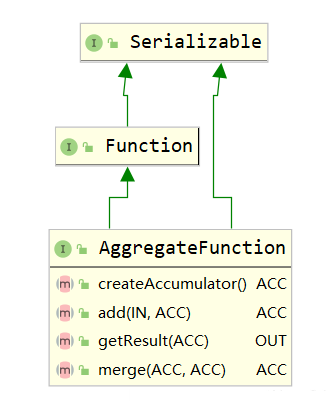 I Serializable
I Function
I AggregateFunction
m createAccumulator() ACC
m add(IN, ACC) ACC
m getResult(ACC) OUT
m merge(ACC, ACC) ACC